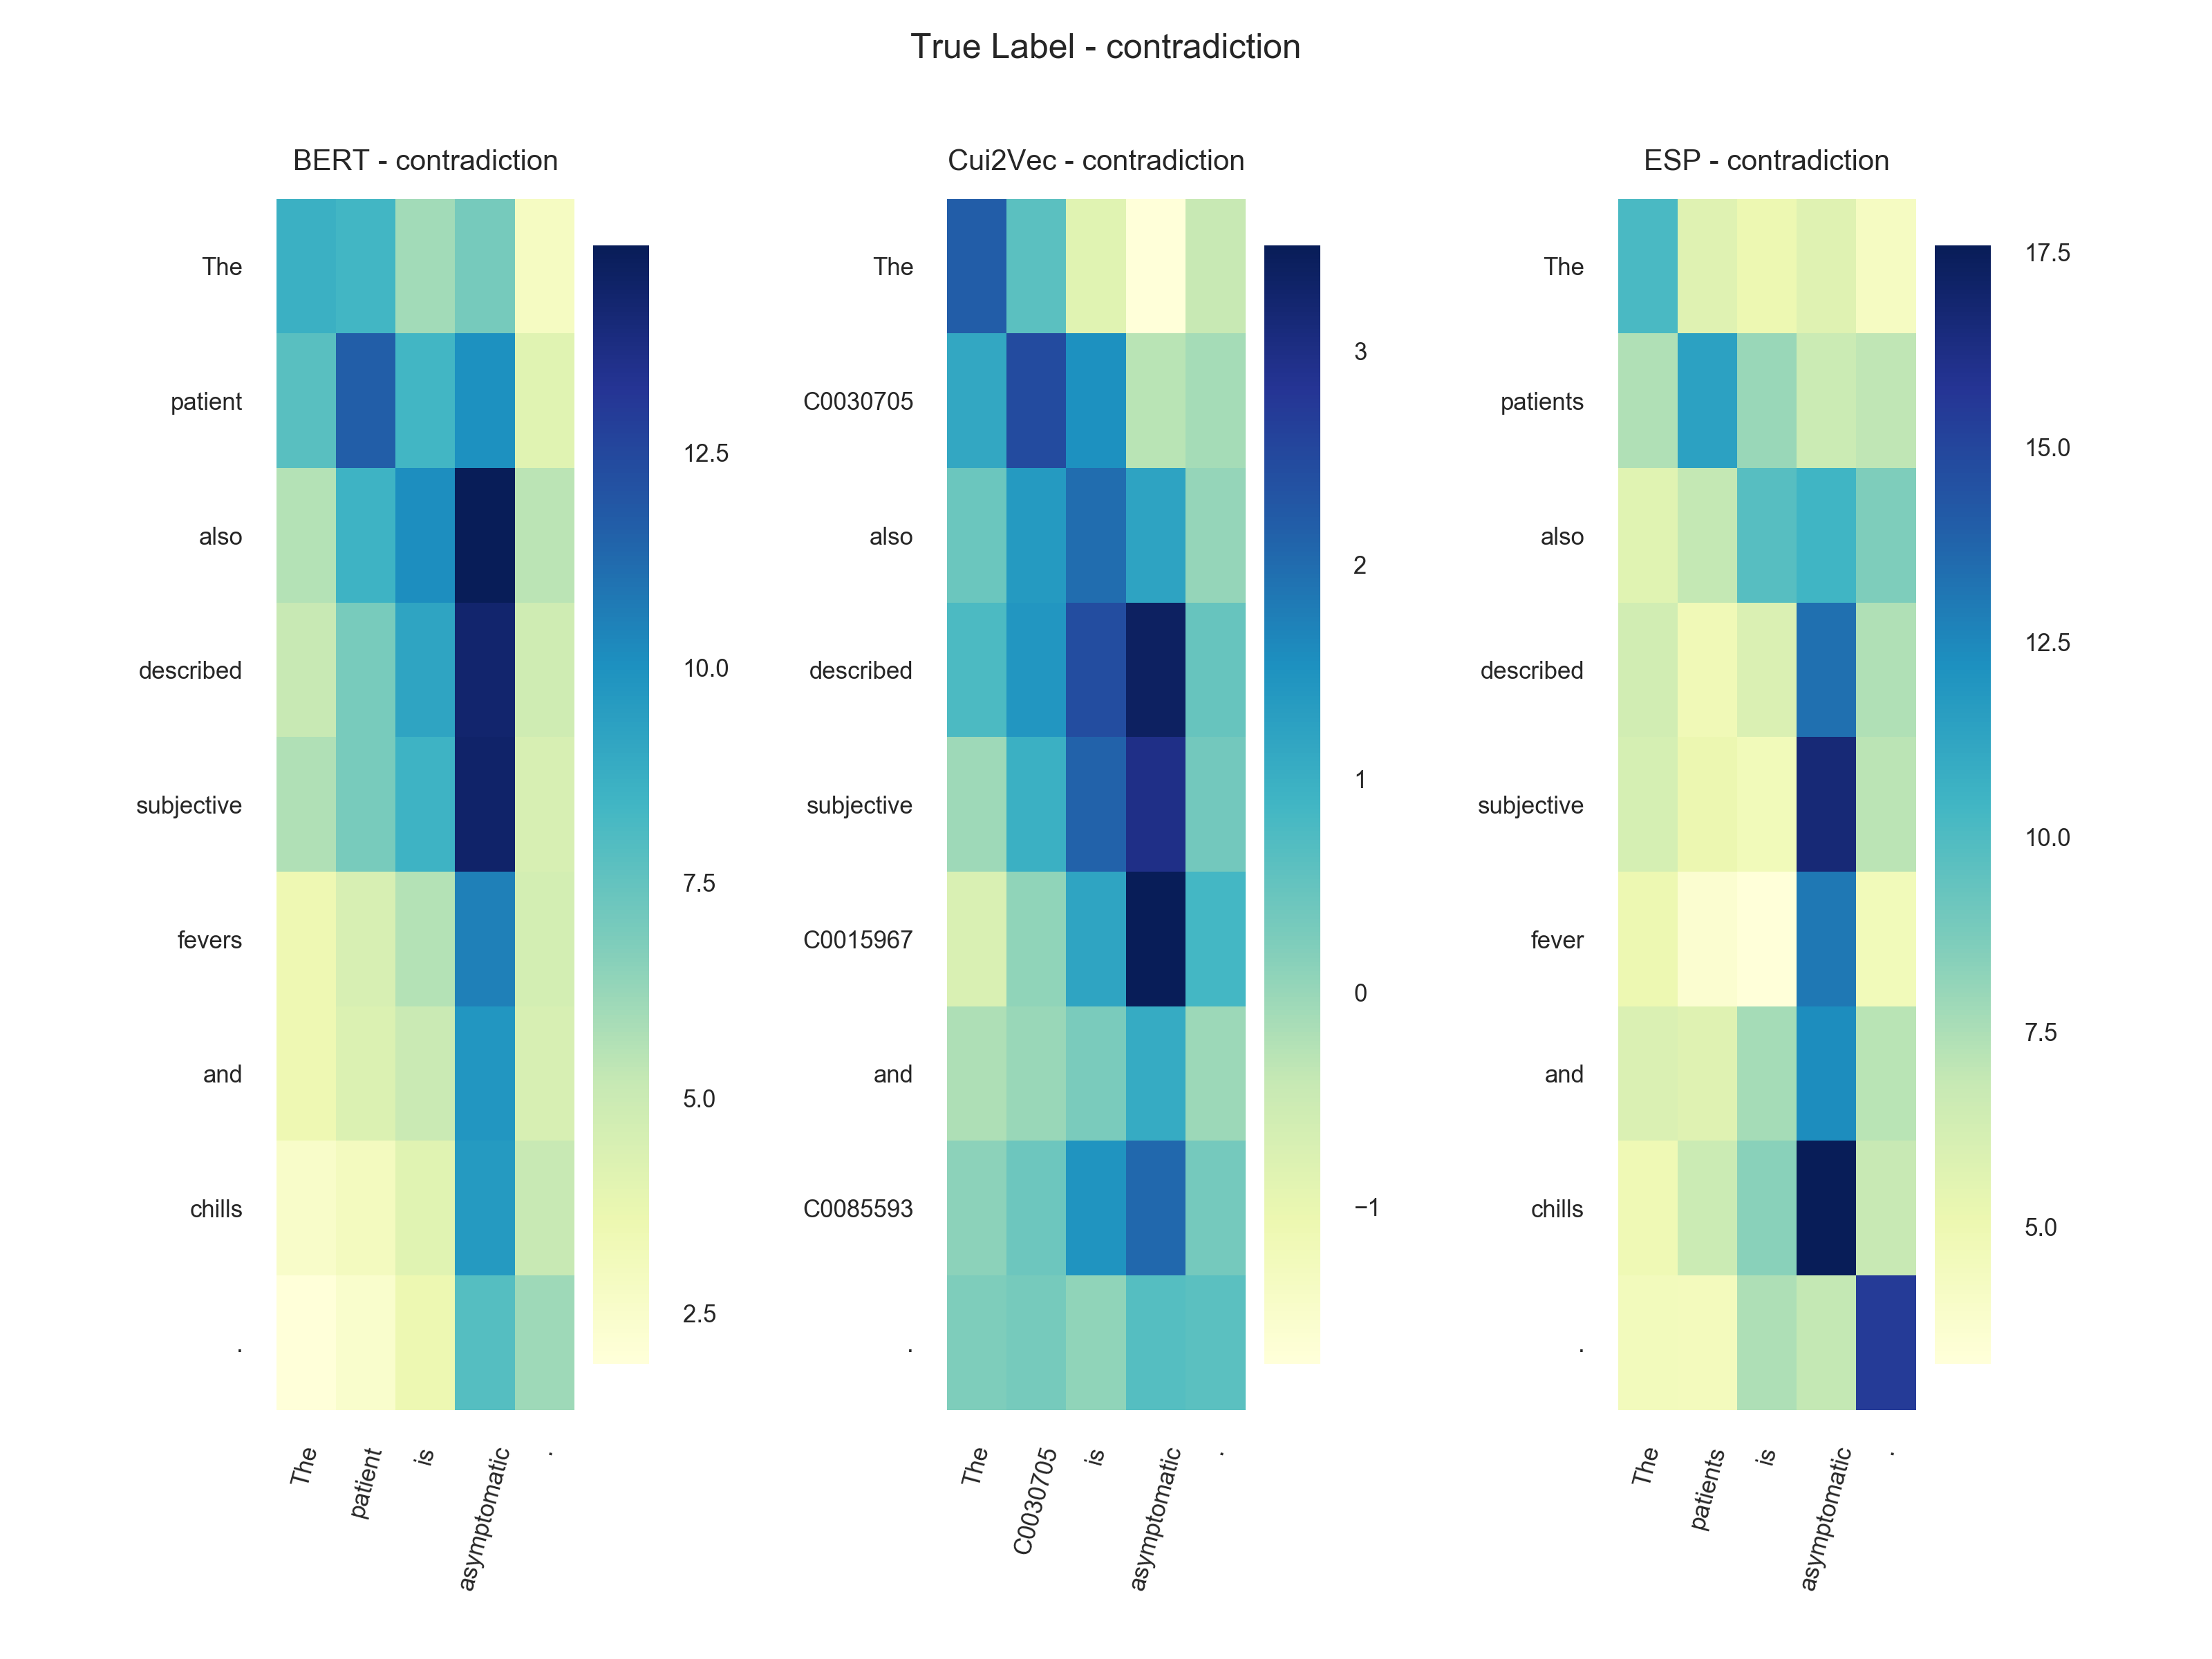 True Label - contradiction
BERT - contradiction
The
patient
also
described
subjective
fevers
and
chills
.
The
patient
is
asymptomatic
.
12.5
10.0
7.5
5.0
2.5
Cui2Vec - contradiction
The
C0030705
also
described
subjective
C0015967
and
C0085593
.
The
C0030705
is
asymptomatic
.
3
2
1
0
−1
ESP - contradiction
The
patients
also
described
subjective
fever
and
chills
.
The
patients
is
asymptomatic
.
17.5
15.0
12.5
10.0
7.5
5.0